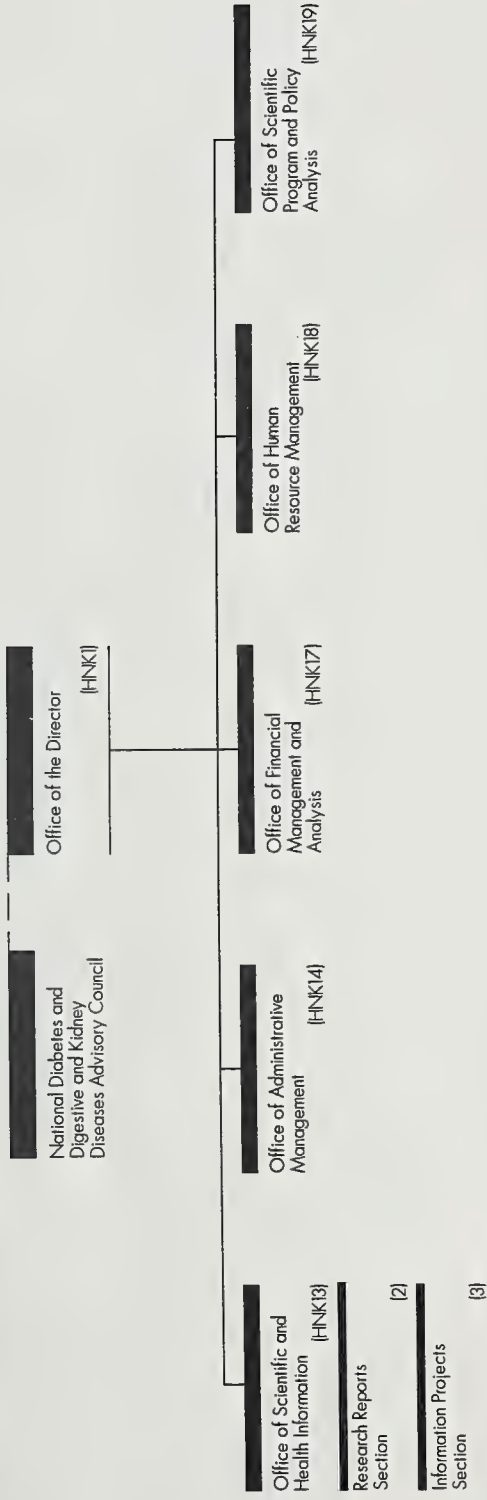 National Diabetes and
Digestive and Kidney
Diseases Advisory Council
Office of the Director
(HNK1)
Office of Scientific and
Health Information
(HNK13)
Research Reports
Section
(2)
Information Projects
Section
(3)
Office of Administrative
Management
(HNK14)
Office of Financial
Management and
Analysis
(HNK17)
Office of Human
Resource Management
(HNK18)
Office of Scientific
Program and Policy
Analysis
(HNK19)